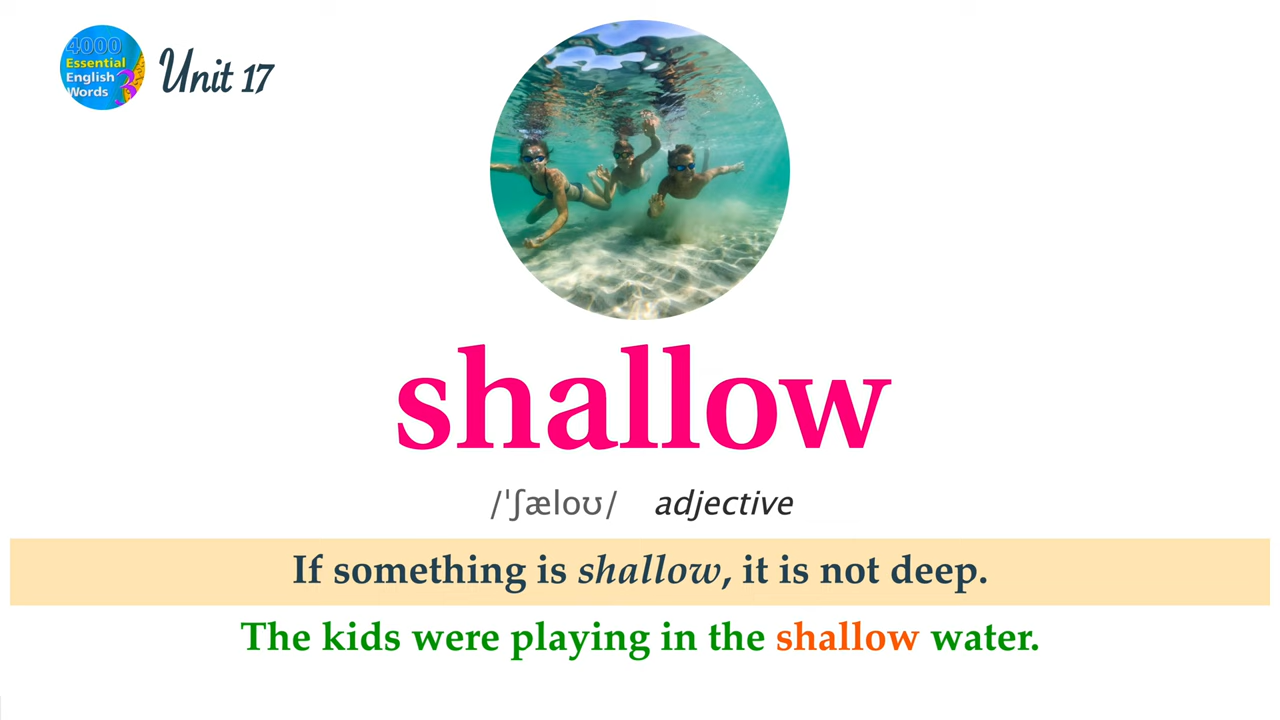 4000
Essential
English
Words 3
Unit 17
shallow
/ˈʃæloʊ/ adjective
If something is shallow, it is not deep.
The kids were playing in the shallow water.